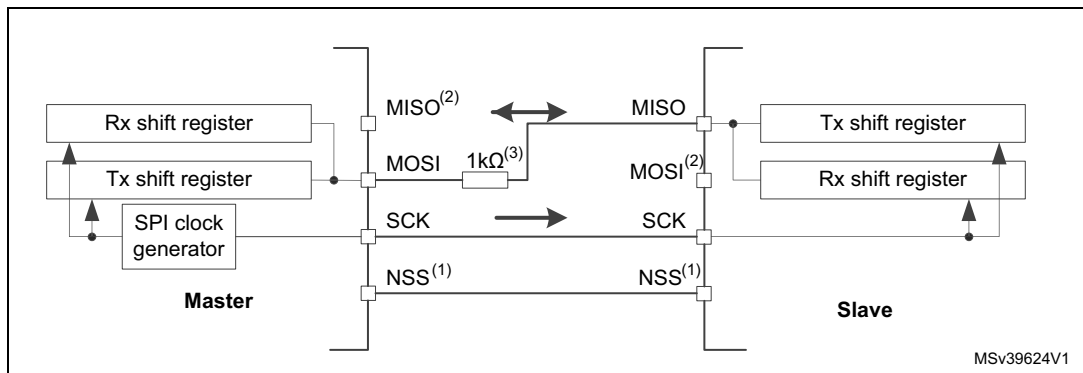 Rx shift register
Tx shift register
SPI clock
generator
Master
MISO(2)
MOSI
1kΩ(3)
SCK
NSS(1)
MISO
MOSI(2)
SCK
NSS(1)
Tx shift register
Rx shift register
Slave
MSv39624V1